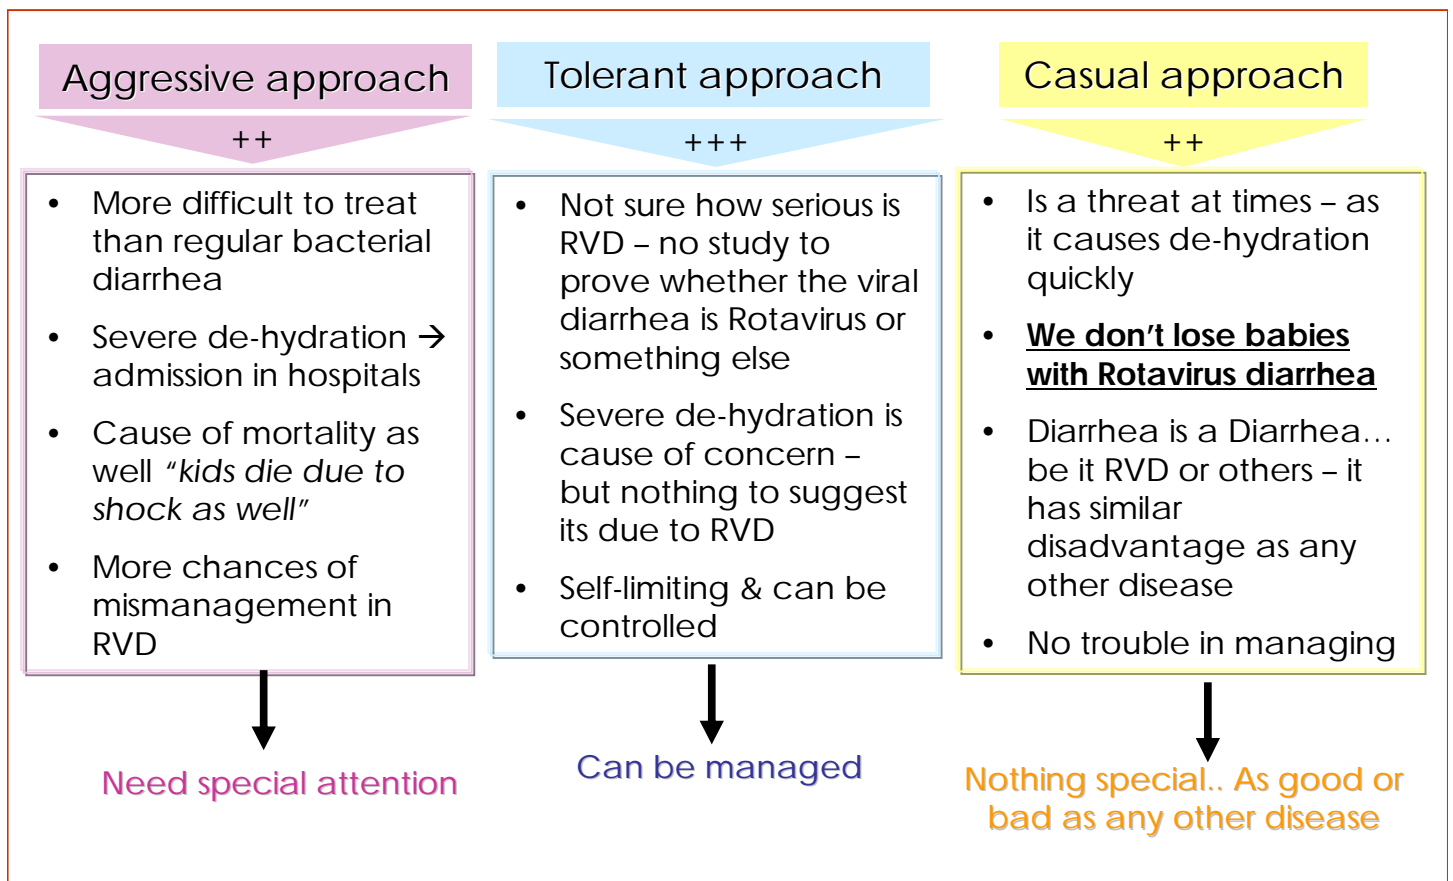 Aggressive approach
++
• More difficult to treat
than regular bacterial
diarrhea
• Severe de-hydration →
admission in hospitals
• Cause of mortality as
well “kids die due to
shock as well”
• More chances of
mismanagement in
RVD
Need special attention
Tolerant approach
+++
• Not sure how serious is
RVD – no study to
prove whether the viral
diarrhea is Rotavirus or
something else
• Severe de-hydration is
cause of concern –
but nothing to suggest
its due to RVD
• Self-limiting & can be
controlled
Can be managed
Casual approach
++
• Is a threat at times – as
it causes de-hydration
quickly
• We don’t lose babies
with Rotavirus diarrhea
• Diarrhea is a Diarrhea…
be it RVD or others – it
has similar
disadvantage as any
other disease
• No trouble in managing
Nothing special.. As good or
bad as any other disease